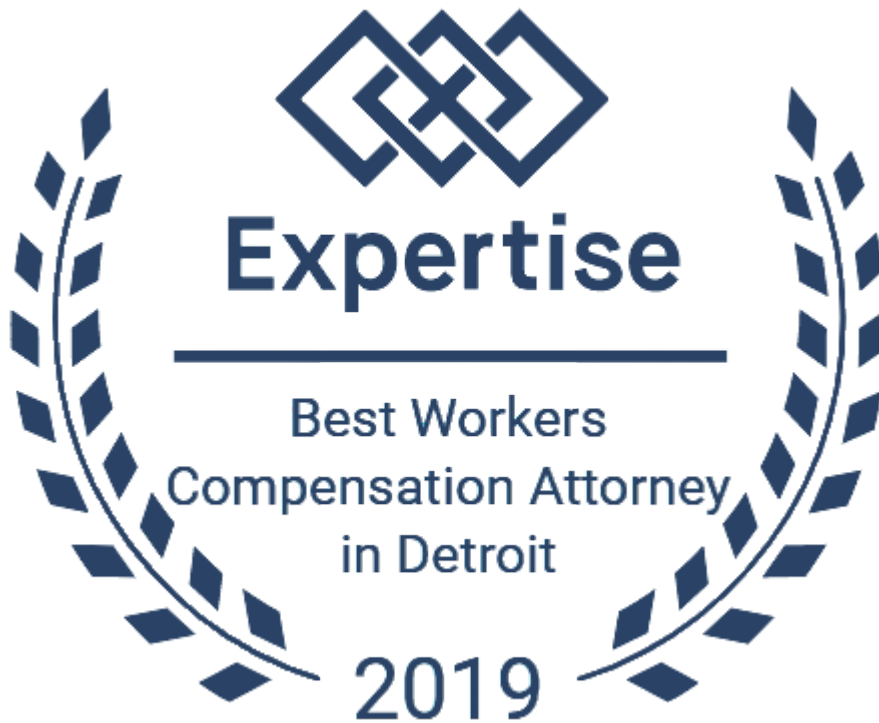 Expertise
Best Workers
Compensation Attorney
in Detroit
2019